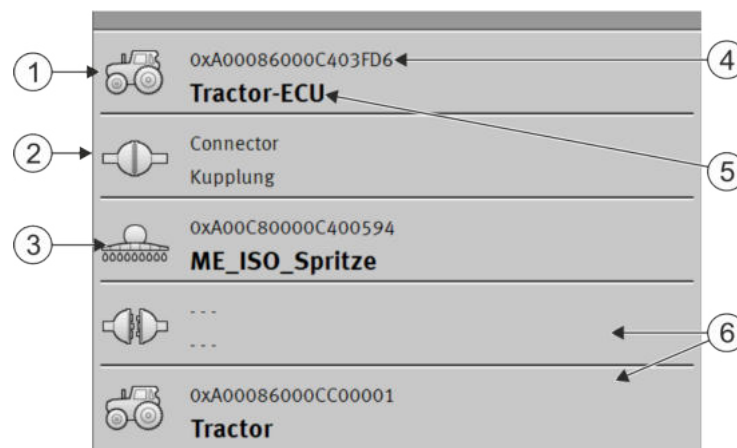 1
0xA00086000C403FD6
4
Tractor-ECU
2
Connector
Kupplung
5
3
0xA00C80000C400594
ME_ISO_Spritze
- - -
- - -
6
0xA00086000CC00001
Tractor